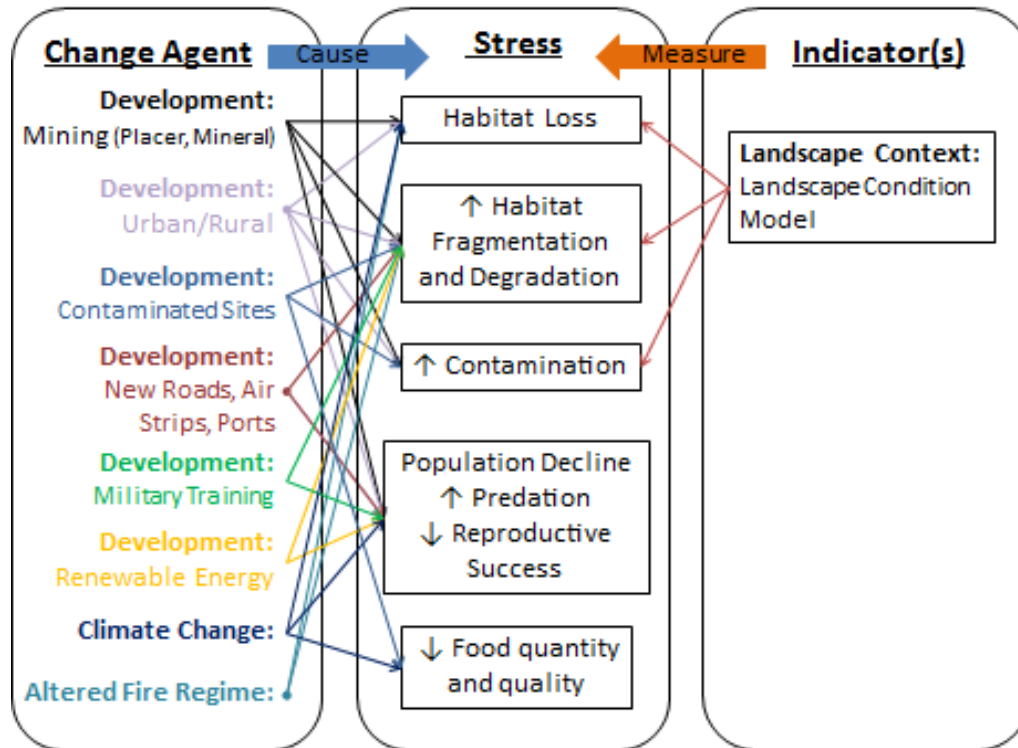 Change Agent
Cause
Stress
Measure
Indicator(s)
Development:
Mining (Placer, Mineral)
Development:
Urban/Rural
Development:
Contaminated Sites
Development:
New Roads, Air
Strips, Ports
Development:
Military Training
Development:
Renewable Energy
Climate Change:
Altered Fire Regime:
Habitat Loss
↑ Habitat
Fragmentation
and Degradation
↑ Contamination
Population Decline
↑ Predation
↓ Reproductive
Success
↓ Food quantity
and quality
Landscape Context:
Landscape Condition
Model